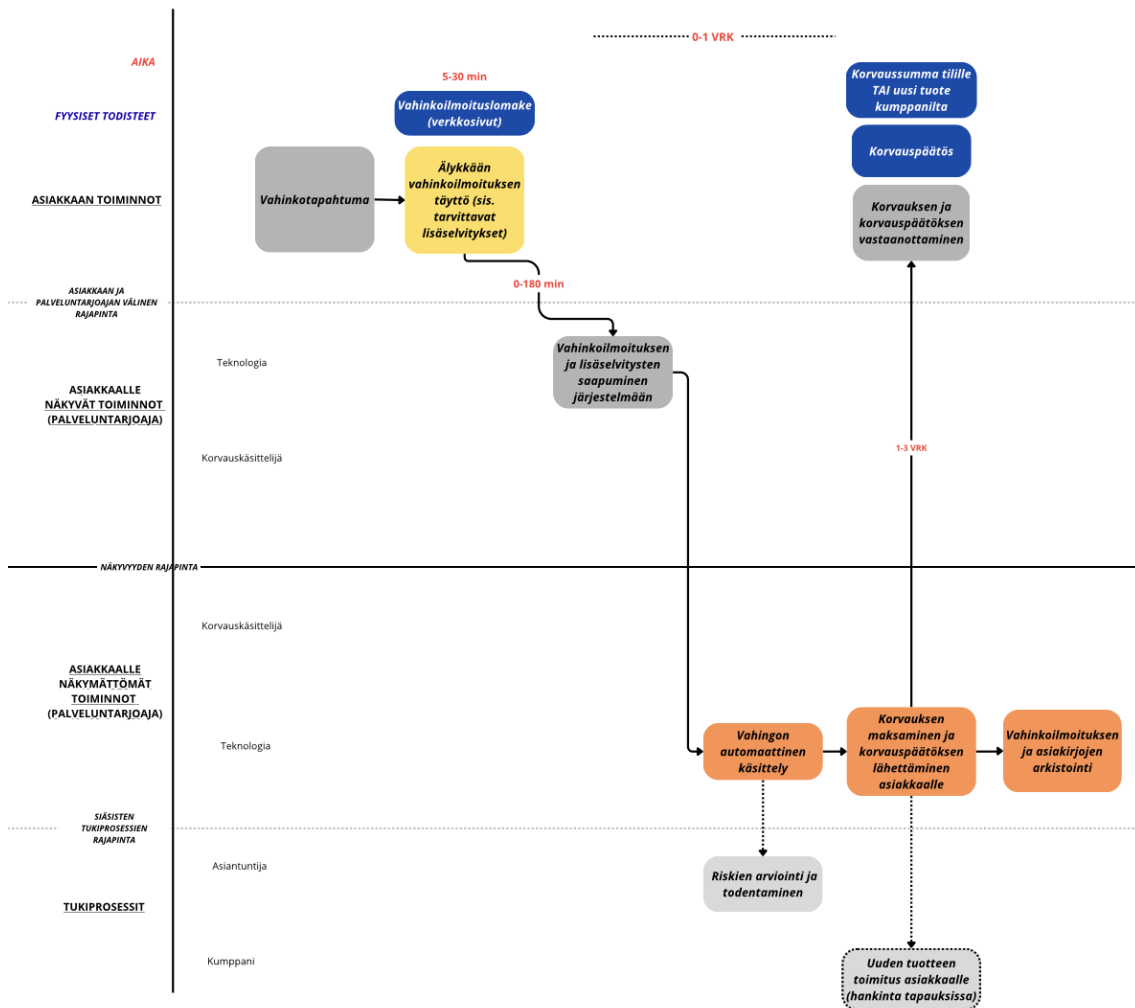 0-1 VRK
AIKA
5-30 min
Korvaussumma tilille
TAI uusi tuote
kumppanilta
FYYSISET TODISTEET
Vahinkoilmoituslomake
(verkkosivut)
Korvauspäätös
ASIAKKAAN TOIMINNOT
Vahinkotapahtuma
Älykkään
vahinkoilmoituksen
täyttö (sis.
tarvittavat
lisäselvitykset)
Korvauksen ja
korvauspäätöksen
vastaanottaminen
0-180 min
ASIAKKAAN JA
PALVELUNTARJOAJAN VÄLINEN
RAJAPINTA
Teknologia
Vahinkoilmoituksen
ja lisäselvitysten
saapuminen
järjestelmään
ASIAKKAALLE
NÄKYVÄT TOIMINNOT
(PALVELUNTARJOAJA)
Korvauskäsittelijä
1-3 VRK
NÄKYVYYDEN RAJAPINTA
Korvauskäsittelijä
ASIAKKAALLE
NÄKYMÄTTÖMÄT
TOIMINNOT
(PALVELUNTARJOAJA)
Teknologia
Vahingon
automaattinen
käsittely
Korvauksen
maksaminen ja
korvauspäätöksen
lähettäminen
asiakkaalle
Vahinkoilmoituksen
ja asiakirjojen
arkistointi
SIÄSISTEN
TUKIPROSESSIEN
RAJAPINTA
Asiantuntija
Riskien arviointi ja
todentaminen
TUKIPROSESSIT
Kumppani
Uuden tuotteen
toimitus asiakkaalle
(hankinta tapauksissa)